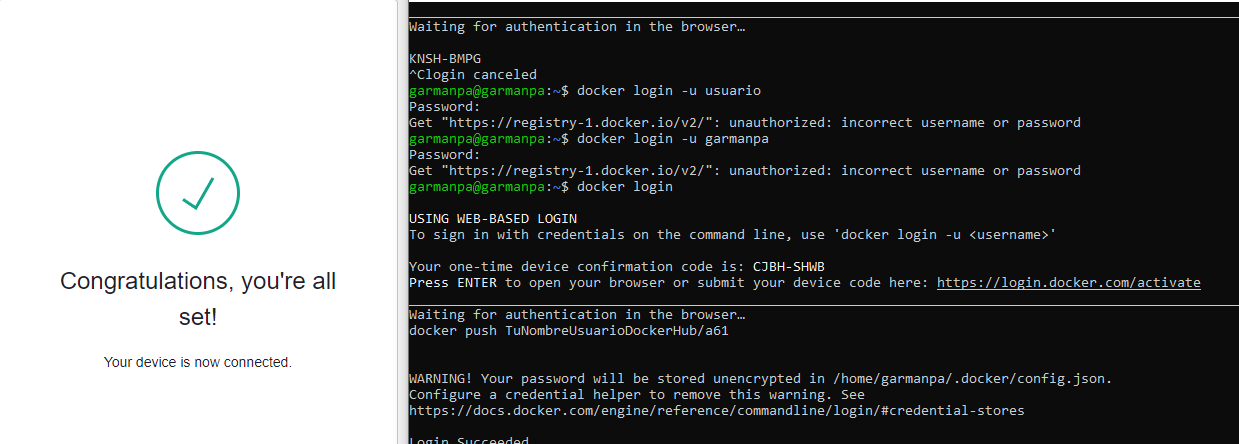 Congratulations, you're all
set!
Your device is now connected.
Waiting for authentication in the browser…
KNSH-BMPG
^Clogin canceled
garmanpa@garmanpa:~$ docker login -u usuario
Password:
Get "https://registry-1.docker.io/v2/": unauthorized: incorrect username or password
garmanpa@garmanpa:~$ docker login -u garmanpa
Password:
Get "https://registry-1.docker.io/v2/": unauthorized: incorrect username or password
garmanpa@garmanpa:~$ docker login
USING WEB-BASED LOGIN
To sign in with credentials on the command line, use 'docker login -u <username>'
Your one-time device confirmation code is: CJBH-SHWB
Press ENTER to open your browser or submit your device code here: https://login.docker.com/activate
Waiting for authentication in the browser…
docker push TuNombreUsuarioDockerHub/a61
WARNING! Your password will be stored unencrypted in /home/garmanpa/.docker/config.json.
Configure a credential helper to remove this warning. See
https://docs.docker.com/engine/reference/commandline/login/#credential-stores
Login Succeeded